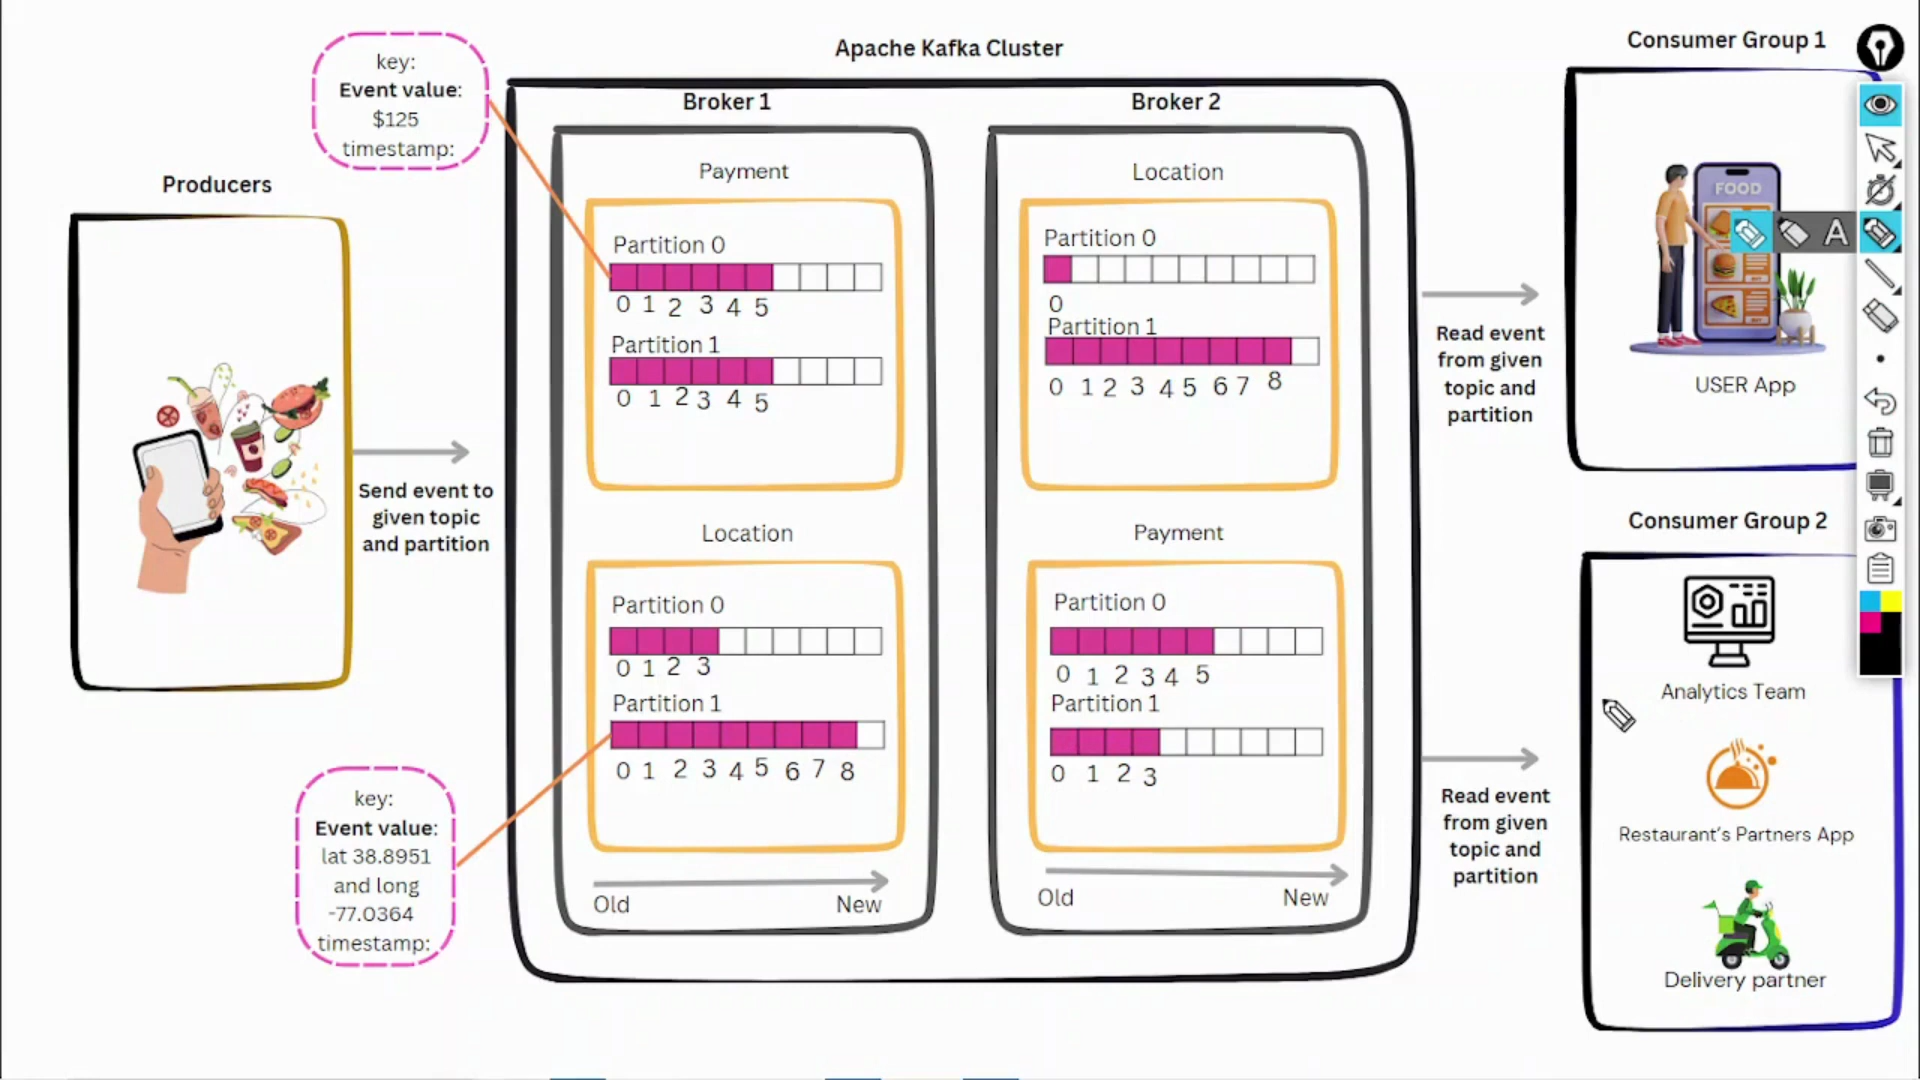 Apache Kafka Cluster
Producers
key:
Event value:
$125
timestamp:
Send event to
given topic
and partition
key:
Event value:
lat 38.8951
and long
-77.0364
timestamp:
Broker 1
Payment
Partition 0
0 1 2 3 4 5
Partition 1
0 1 2 3 4 5
Location
Partition 0
0 1 2 3
Partition 1
0 1 2 3 4 5 6 7 8
Old New
Broker 2
Location
Partition 0
0
Partition 1
0 1 2 3 4 5 6 7 8
Payment
Partition 0
0 1 2 3 4 5
Partition 1
0 1 2 3
Old New
Read event
from given
topic and
partition
Read event
from given
topic and
partition
Consumer Group 1
FOOD
A
USER App
Consumer Group 2
Analytics Team
Restaurant's Partners App
Delivery partner